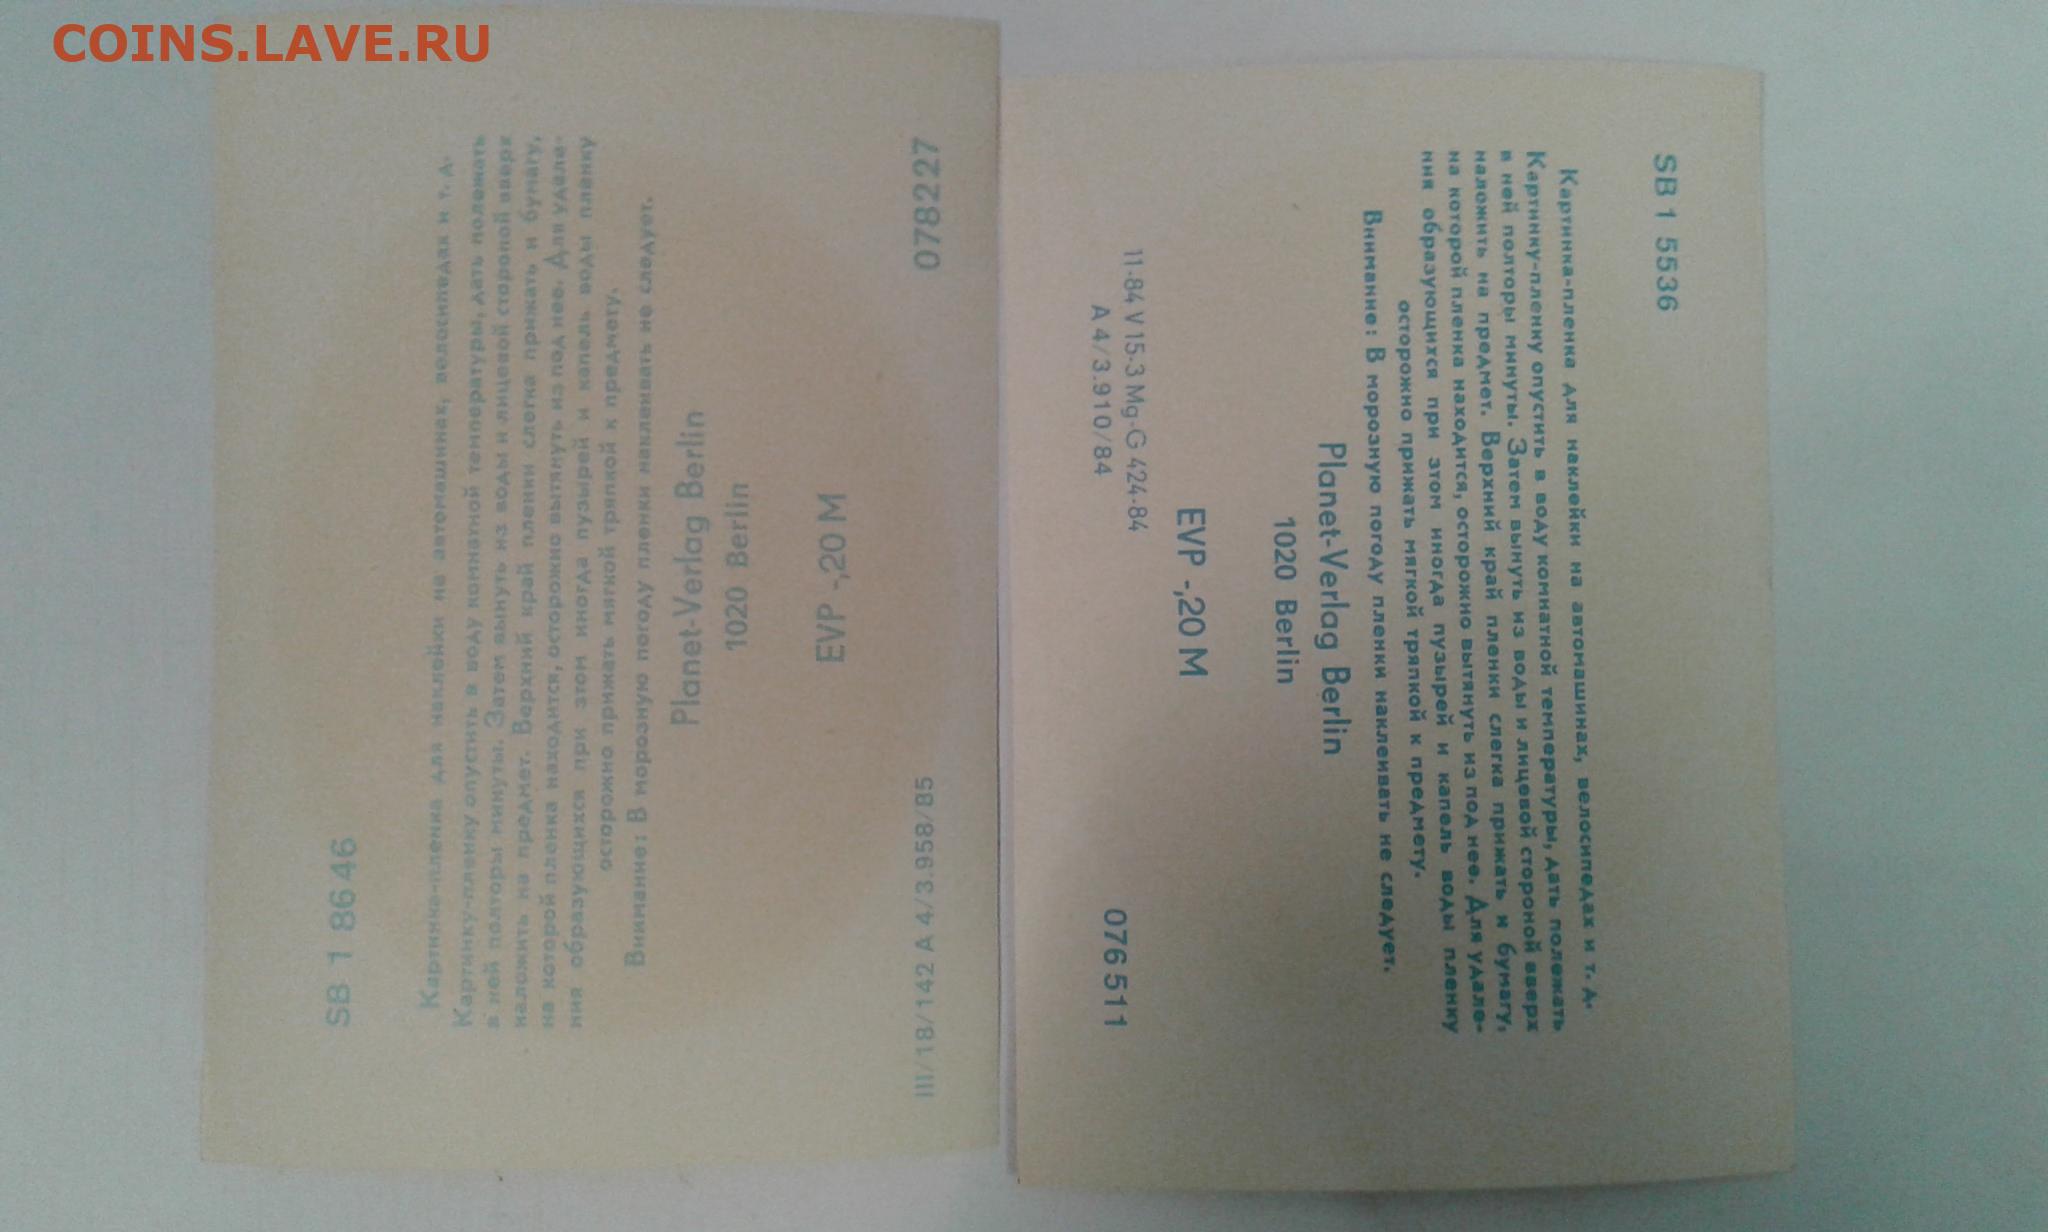 COINS.LAVE.RU
SB 1 8646
Картинка-пленка для наклейки на автомашинах, велосипедах и т. д.
Картинку-пленку опустить в воду комнатной температуры, дать полежать
в ней полторы минуты. Затем вынуть из воды и лицевой стороной вверх
наложить на предмет. Верхний край пленки слегка прижать и бумагу,
на которой пленка находится, осторожно вытянуть из под нее. Для удале-
ния образующихся при этом иногда пузырей и капель воды пленку
осторожно прижать мягкой тряпкой к предмету.
Внимание: В морозную погоду пленки наклеивать не следует.
Planet-Verlag Berlin
1020 Berlin
EVP -,20 M
III/18/142 A 4/3.958/85
078227
SB 1 5536
Картинка-пленка для наклейки на автомашинах, велосипедах и т. д.
Картинку-пленку опустить в воду комнатной температуры, дать полежать
в ней полторы минуты. Затем вынуть из воды и лицевой стороной вверх
наложить на предмет. Верхний край пленки слегка прижать и бумагу,
на которой пленка находится, осторожно вытянуть из под нее. Для удале-
ния образующихся при этом иногда пузырей и капель воды пленку
осторожно прижать мягкой тряпкой к предмету.
Внимание: В морозную погоду пленки наклеивать не следует.
Planet-Verlag Berlin
1020 Berlin
EVP -,20 M
11-84 V 15-3 Mg-G 424-84
A 4/3.910/84
076511